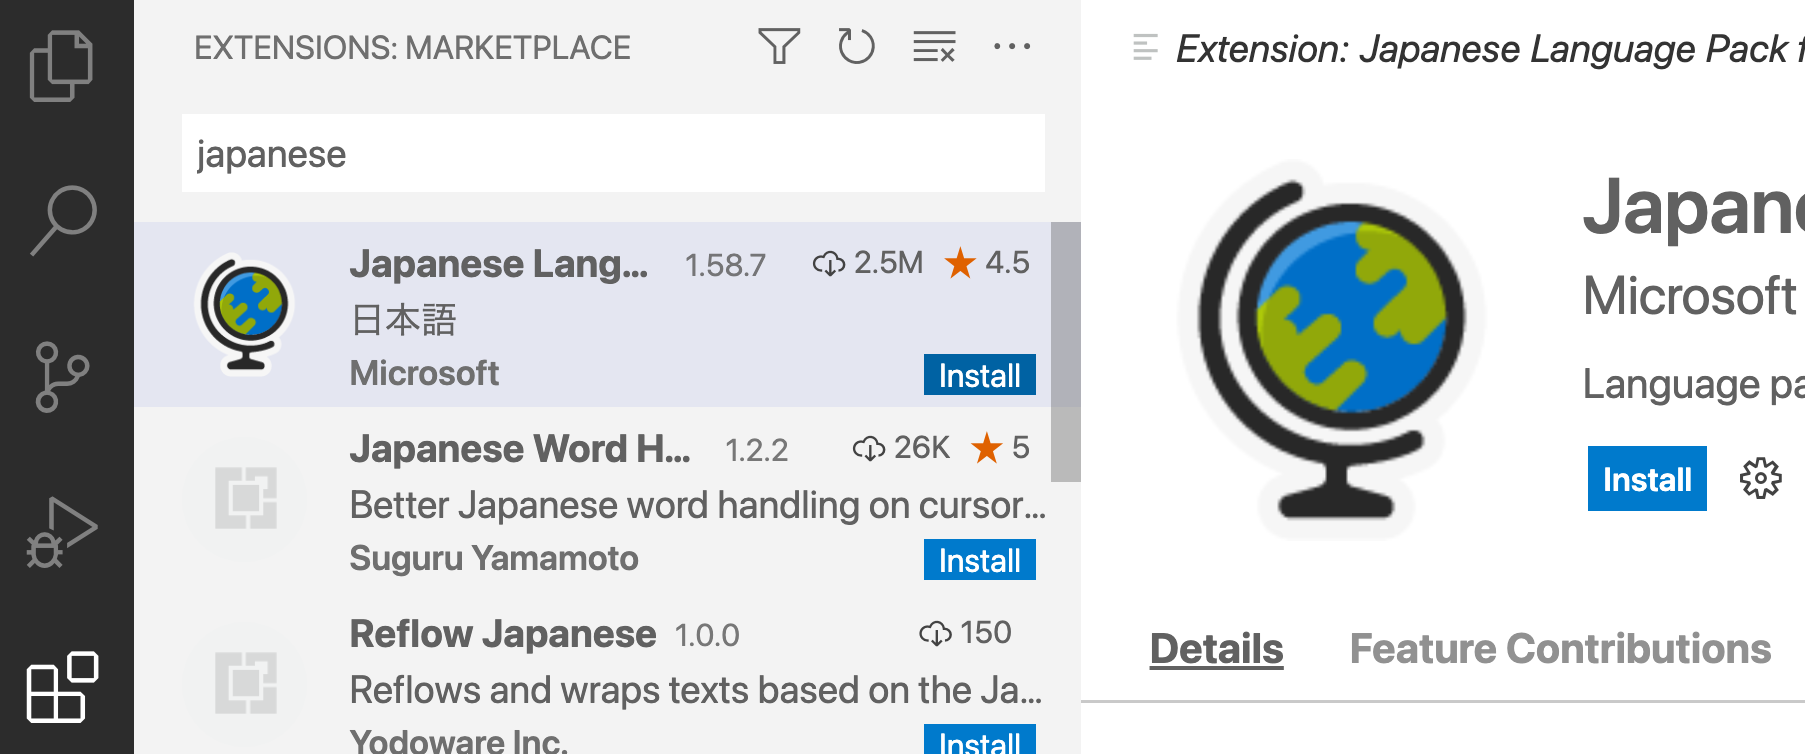 EXTENSIONS: MARKETPLACE
japanese
Japanese Lang... 1.58.7 2.5M 4.5
日本語
Microsoft Install
Japanese Word H... 1.2.2 26K 5
Better Japanese word handling on cursor...
Suguru Yamamoto Install
Reflow Japanese 1.0.0 150
Reflows and wraps texts based on the Ja...
Yodoware Inc. Install
Extension: Japanese Language Pack f
Japane
Microsoft
Language pa
Install
Details Feature Contributions